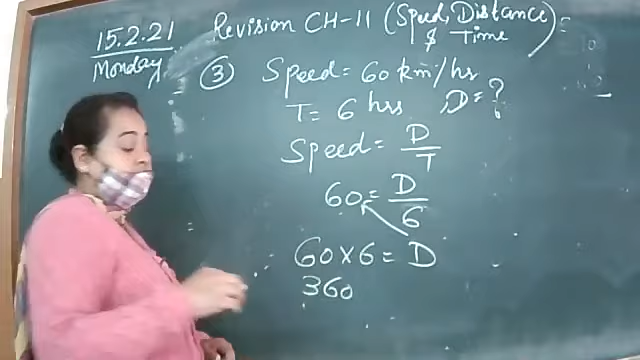 15.2.21
Monday
Revision CH-11 (Speed, Distance & Time)
③ Speed = 60 km/hr
T = 6 hrs D = ?
Speed = D/T
60 = D/6
60 × 6 = D
360